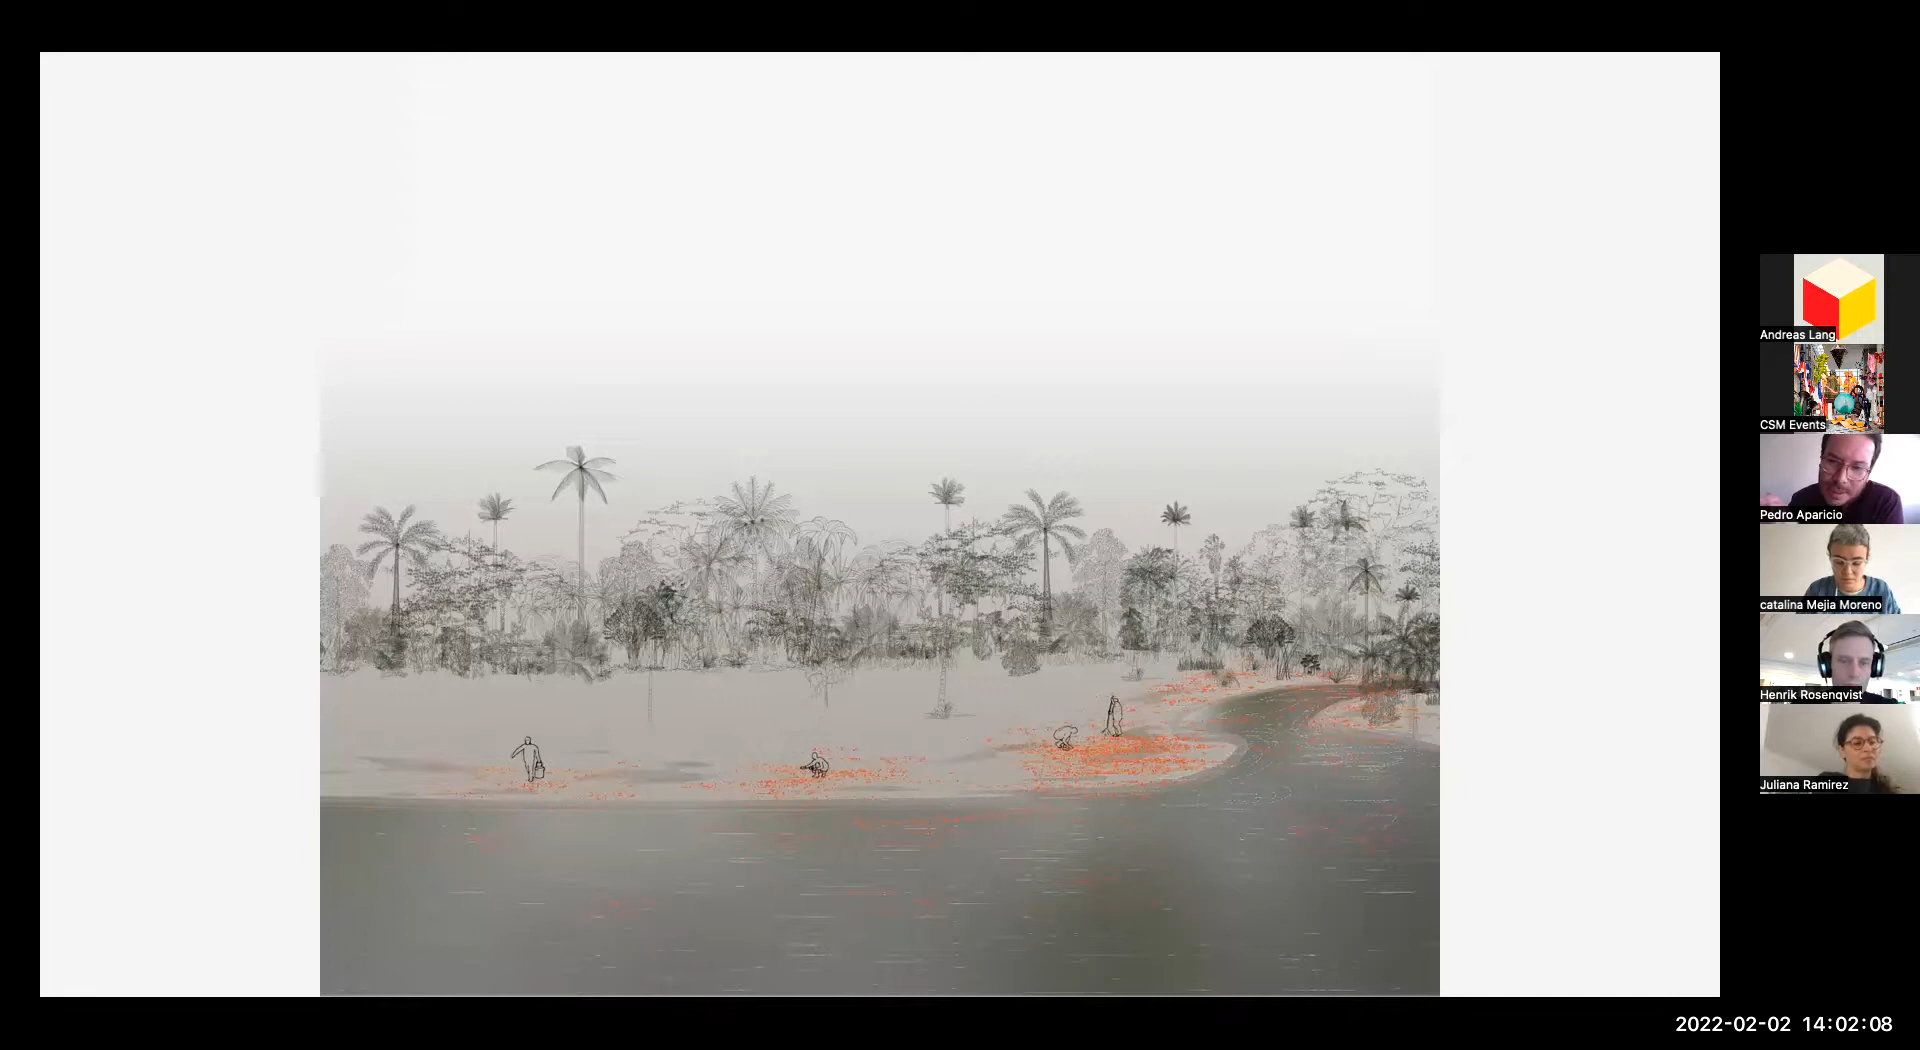 Andreas Lang
CSM Events
Pedro Aparicio
catalina Mejia Moreno
Henrik Rosenqvist
Juliana Ramirez
2022-02-02 14:02:08